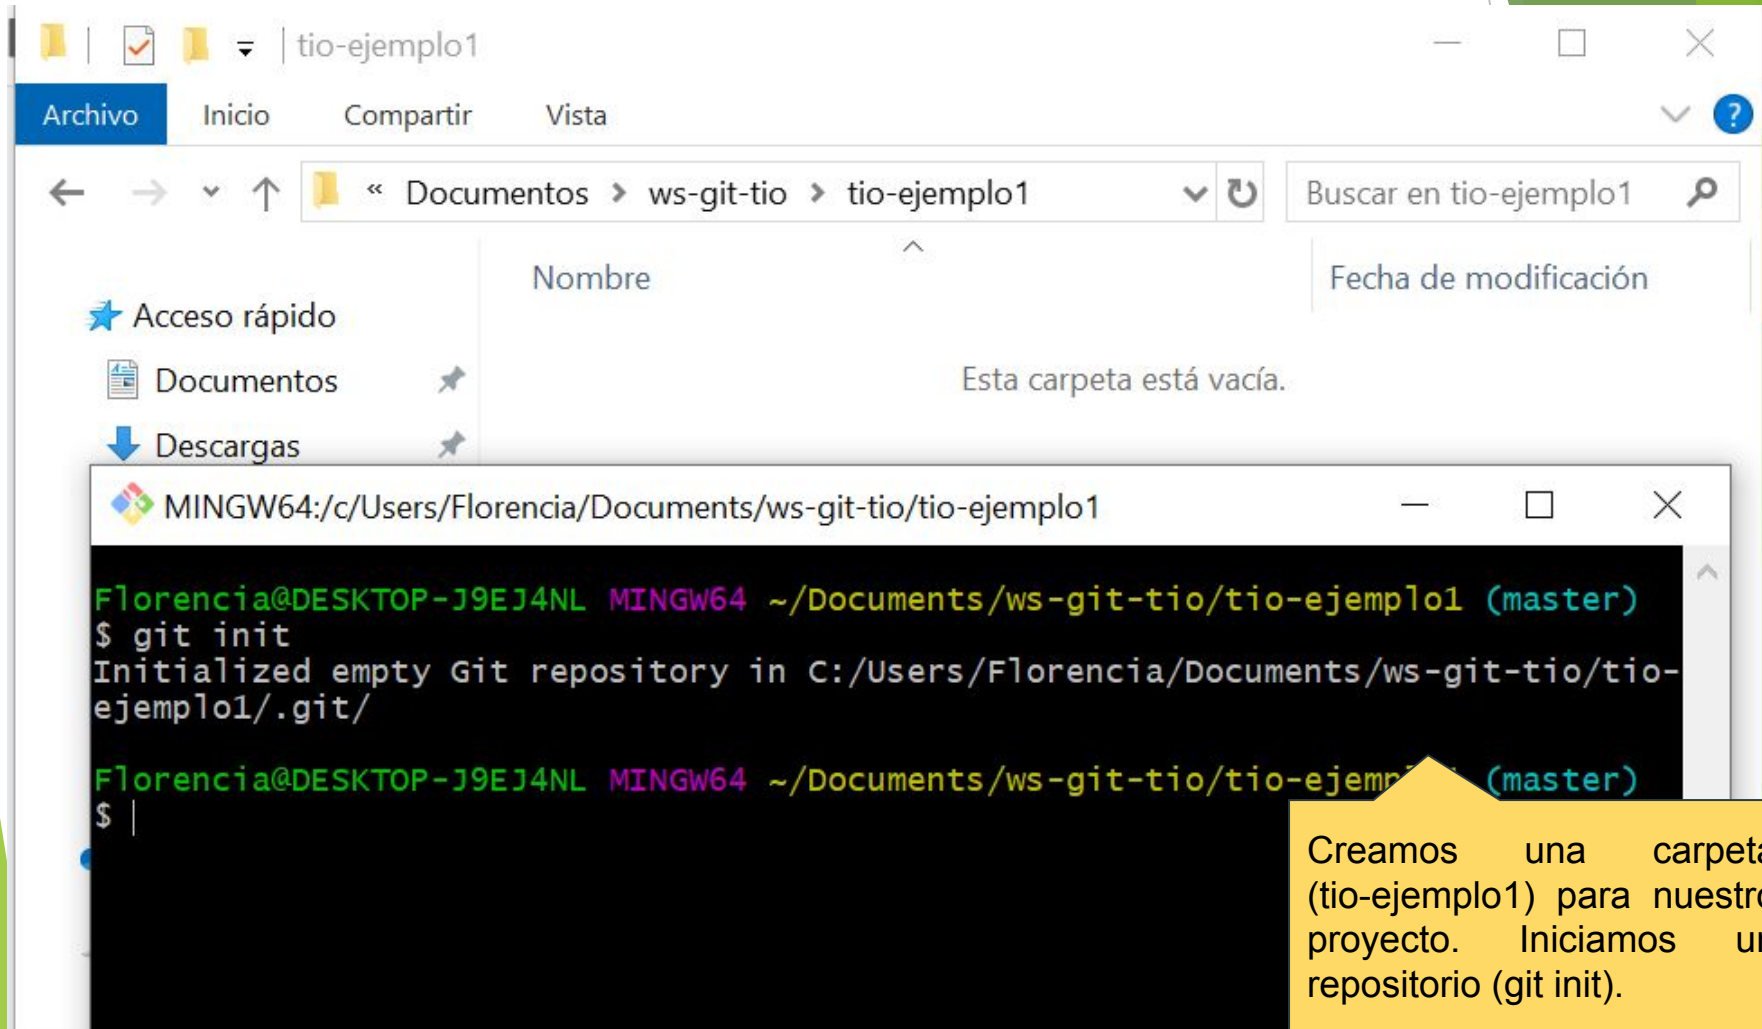 tio-ejemplo1
Archivo Inicio Compartir Vista
« Documentos > ws-git-tio > tio-ejemplo1 Buscar en tio-ejemplo1
Nombre Fecha de modificación
Acceso rápido
Documentos
Esta carpeta está vacía.
Descargas
MINGW64:/c/Users/Florencia/Documents/ws-git-tio/tio-ejemplo1
Florencia@DESKTOP-J9EJ4NL MINGW64 ~/Documents/ws-git-tio/tio-ejemplo1 (master)
$ git init
Initialized empty Git repository in C:/Users/Florencia/Documents/ws-git-tio/tio-
ejemplo1/.git/
Florencia@DESKTOP-J9EJ4NL MINGW64 ~/Documents/ws-git-tio/tio-ejemp (master)
$
Creamos una carpeta
(tio-ejemplo1) para nuestro
proyecto. Iniciamos un
repositorio (git init).